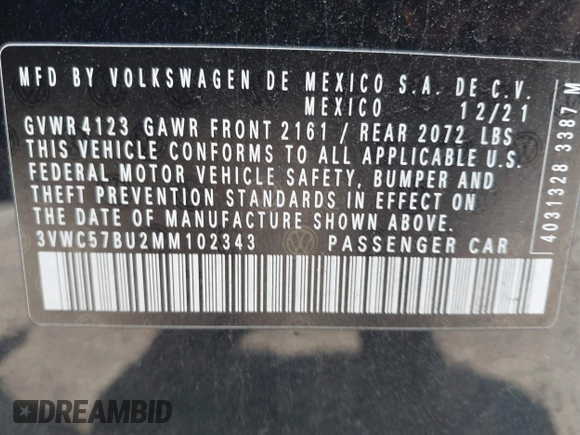 MFD BY VOLKSWAGEN DE MEXICO S.A. DE C.V.
MEXICO 12/21
GVWR 4123 GAWR FRONT 2161 / REAR 2072 LBS
THIS VEHICLE CONFORMS TO ALL APPLICABLE U.S.
FEDERAL MOTOR VEHICLE SAFETY, BUMPER AND
THEFT PREVENTION STANDARDS IN EFFECT ON
THE DATE OF MANUFACTURE SHOWN ABOVE.
3VWC57BU2MM102343 PASSENGER CAR
4031328 3387 M
DREAMBID